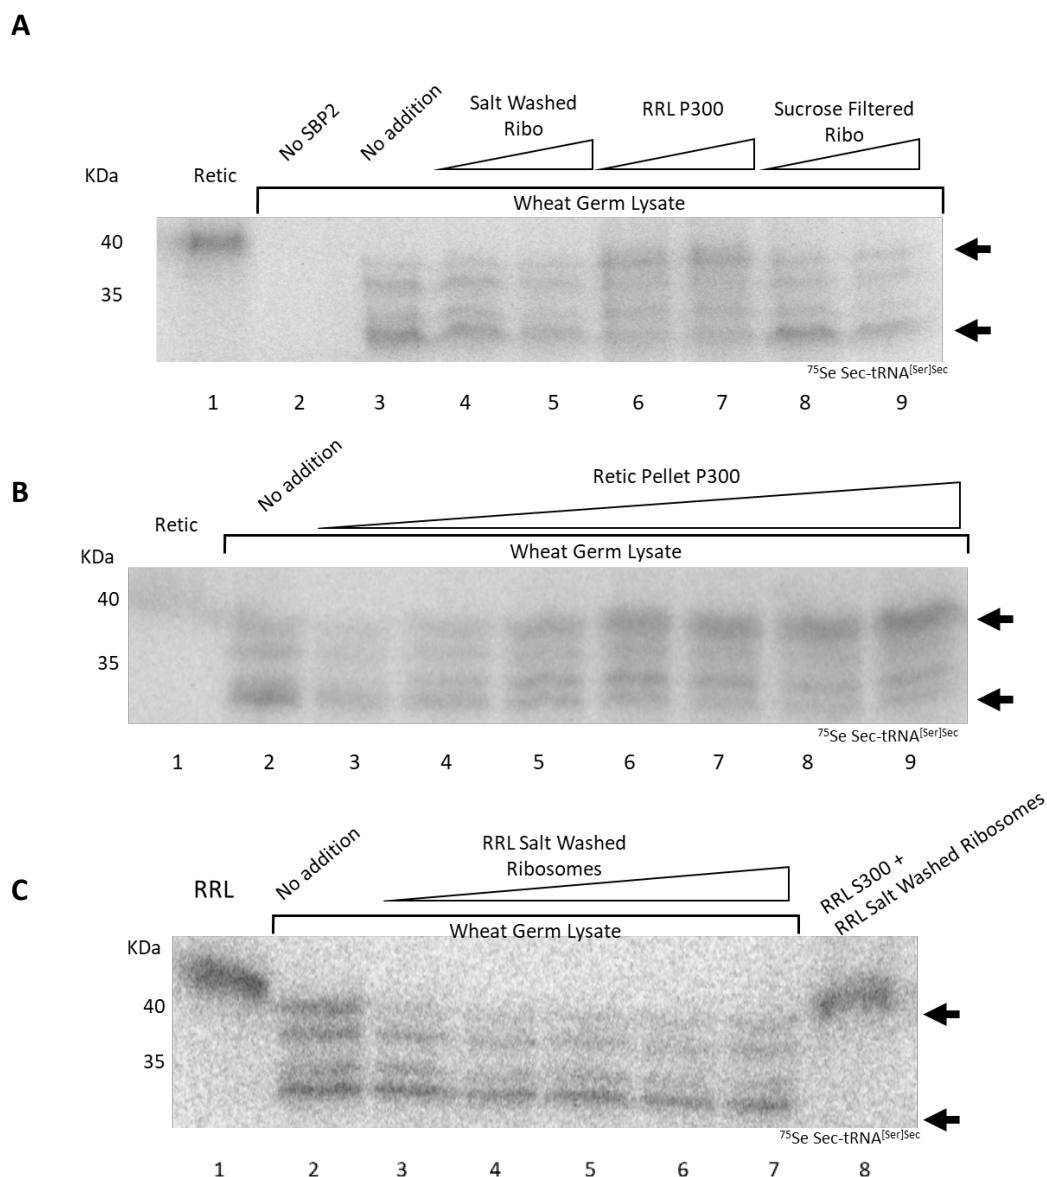 A
No SBP2
No addition
Salt Washed
Ribo
RRL P300
Sucrose Filtered
Ribo
KDa
Retic
Wheat Germ Lysate
40
35
75Se Sec-tRNA[Ser]Sec
1 2 3 4 5 6 7 8 9
B
No addition
Retic Pellet P300
Retic
Wheat Germ Lysate
KDa
40
35
75Se Sec-tRNA[Ser]Sec
1 2 3 4 5 6 7 8 9
C
RRL
No addition
RRL Salt Washed
Ribosomes
RRL S300 +
RRL Salt Washed Ribosomes
Wheat Germ Lysate
KDa
40
35
75Se Sec-tRNA[Ser]Sec
1 2 3 4 5 6 7 8